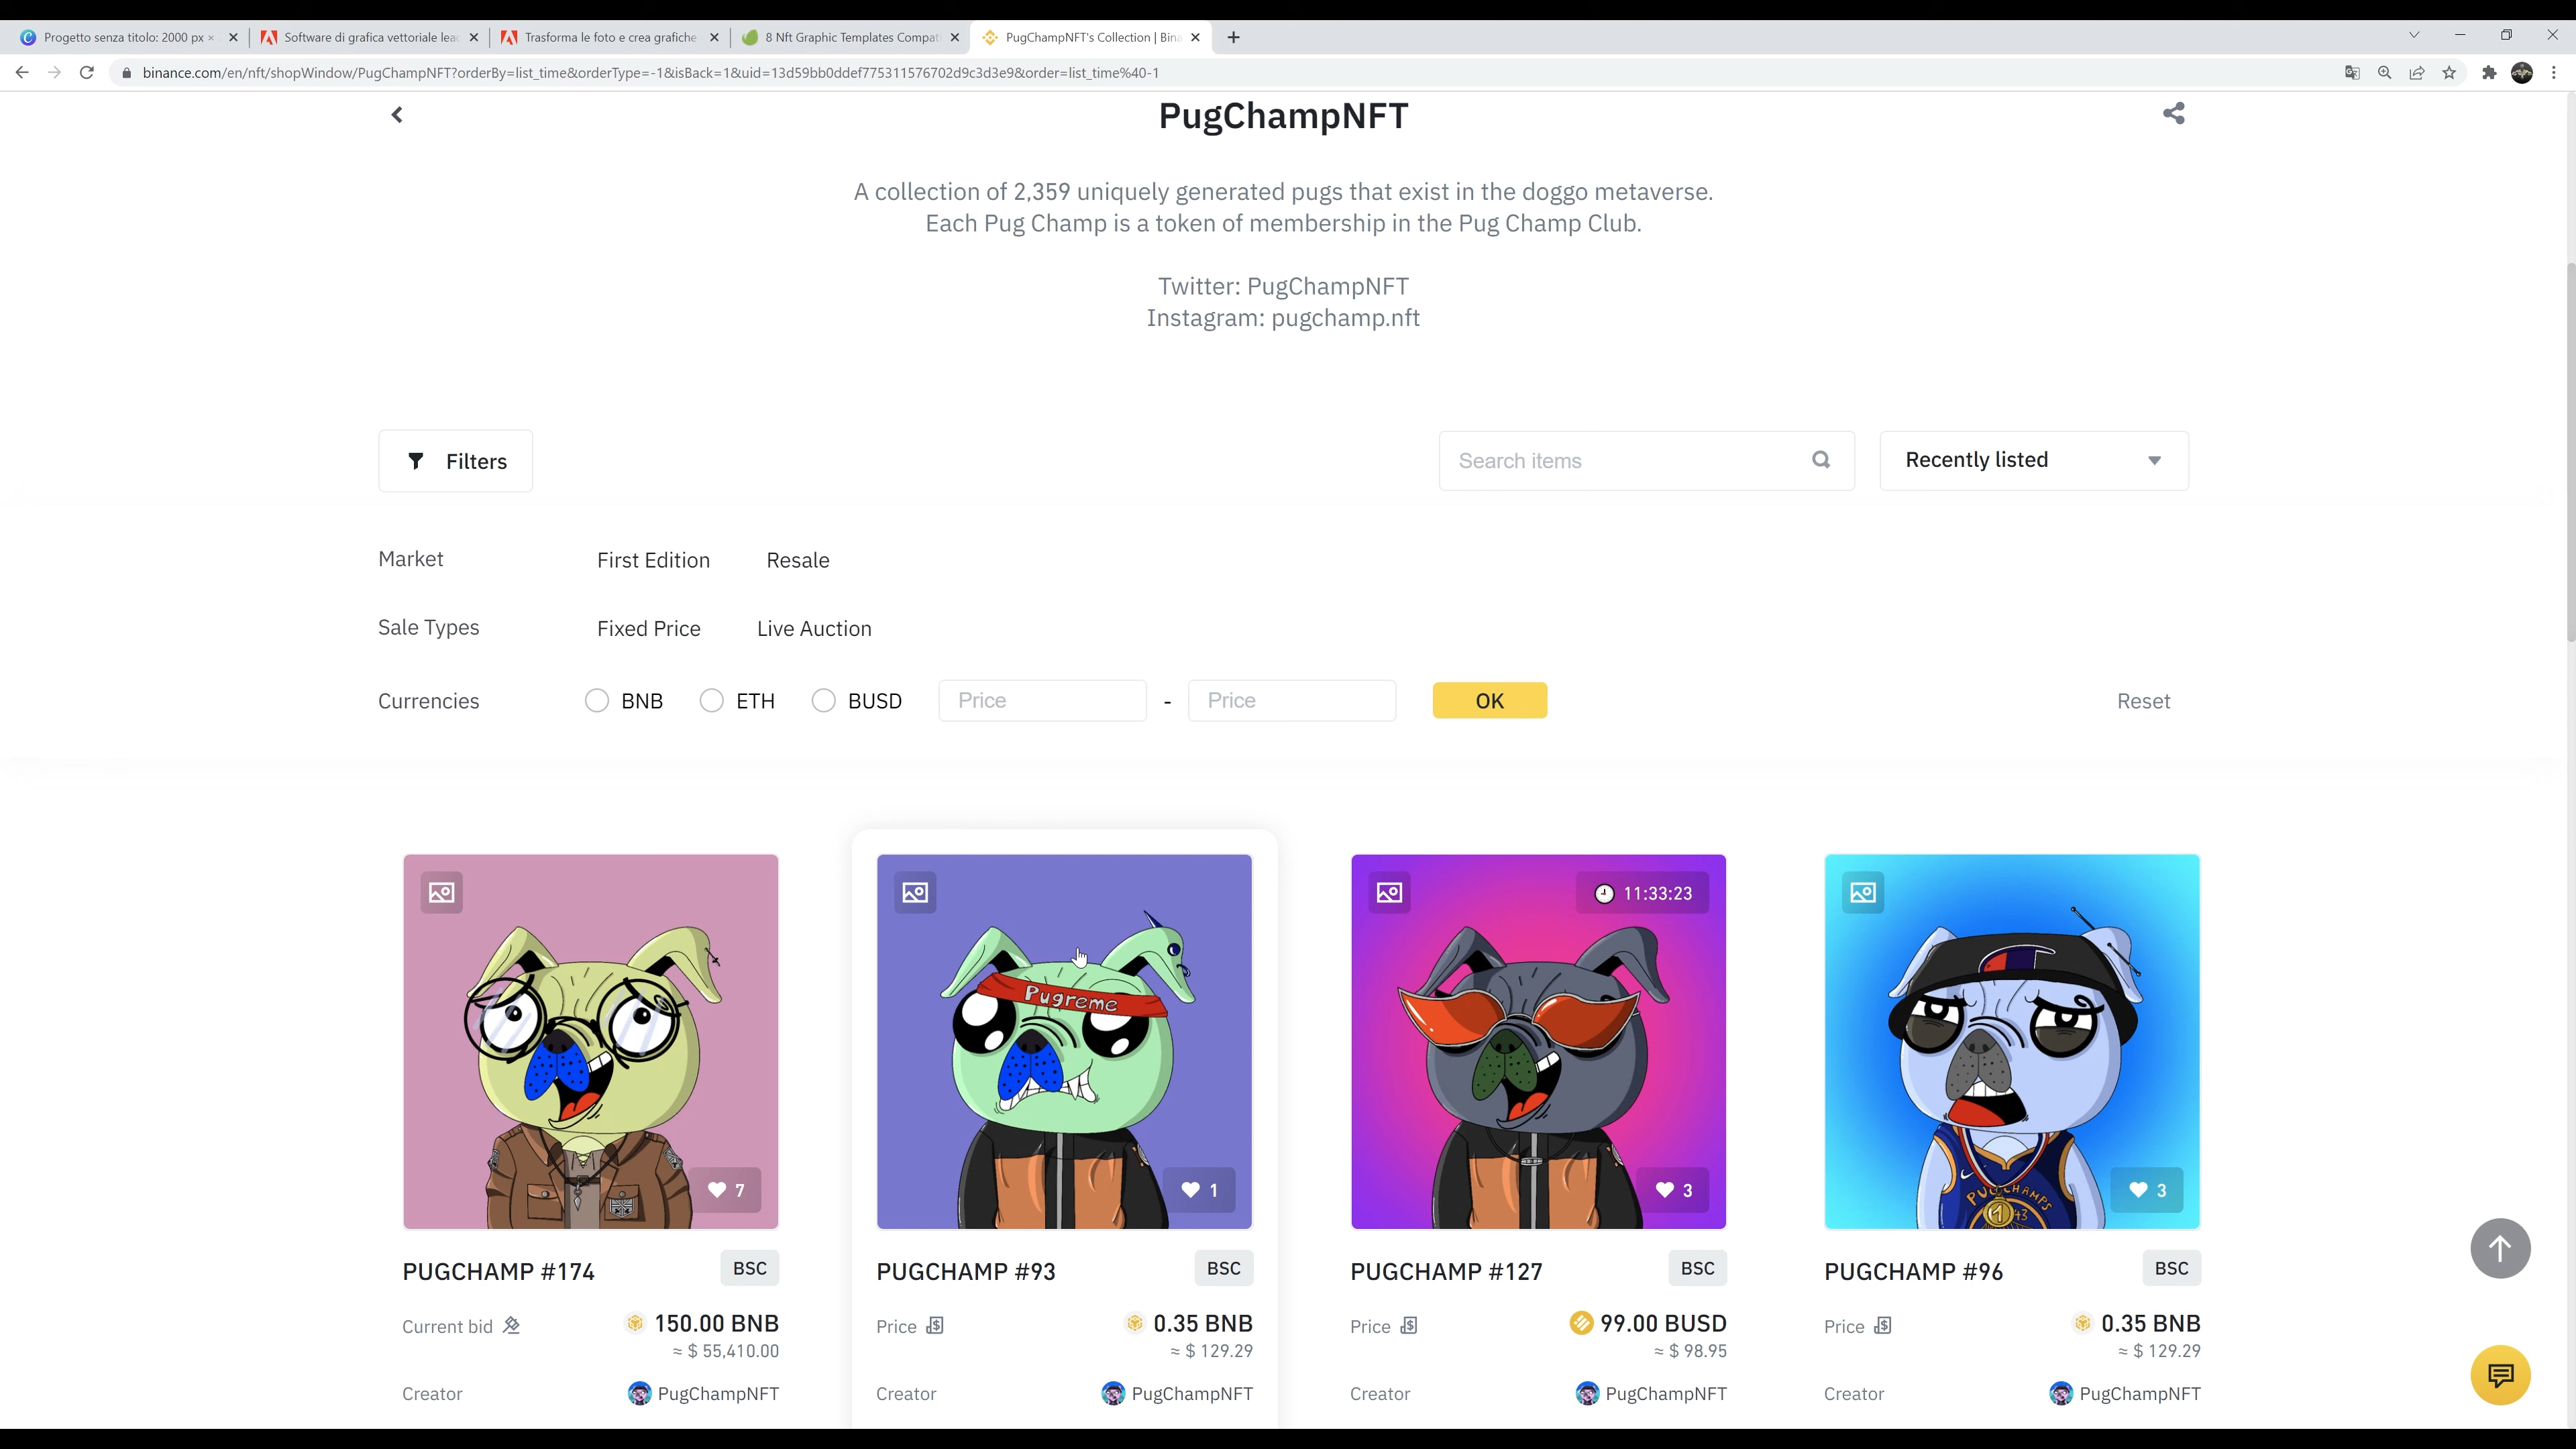 Progetto senza titolo: 2000 px ×
Software di grafica vettoriale lea
Trasforma le foto e crea grafiche
8 Nft Graphic Templates Compat
PugChampNFT's Collection | Bin
binance.com/en/nft/shopWindow/PugChampNFT?orderBy=list_time&orderType=-1&isBack=1&uid=13d59bb0ddef775311576702d9c3d3e9&order=list_time%40-1
PugChampNFT
A collection of 2,359 uniquely generated pugs that exist in the doggo metaverse.
Each Pug Champ is a token of membership in the Pug Champ Club.
Twitter: PugChampNFT
Instagram: pugchamp.nft
Filters
Search items
Recently listed
Market First Edition Resale
Sale Types Fixed Price Live Auction
Currencies BNB ETH BUSD Price - Price OK Reset
11:33:23
Pugreme
PUGCHAMPS
1 43
7
1
3
3
PUGCHAMP #174 BSC
Current bid 150.00 BNB
≈ $ 55,410.00
Creator PugChampNFT
PUGCHAMP #93 BSC
Price 0.35 BNB
≈ $ 129.29
Creator PugChampNFT
PUGCHAMP #127 BSC
Price 99.00 BUSD
≈ $ 98.95
Creator PugChampNFT
PUGCHAMP #96 BSC
Price 0.35 BNB
≈ $ 129.29
Creator PugChampNFT